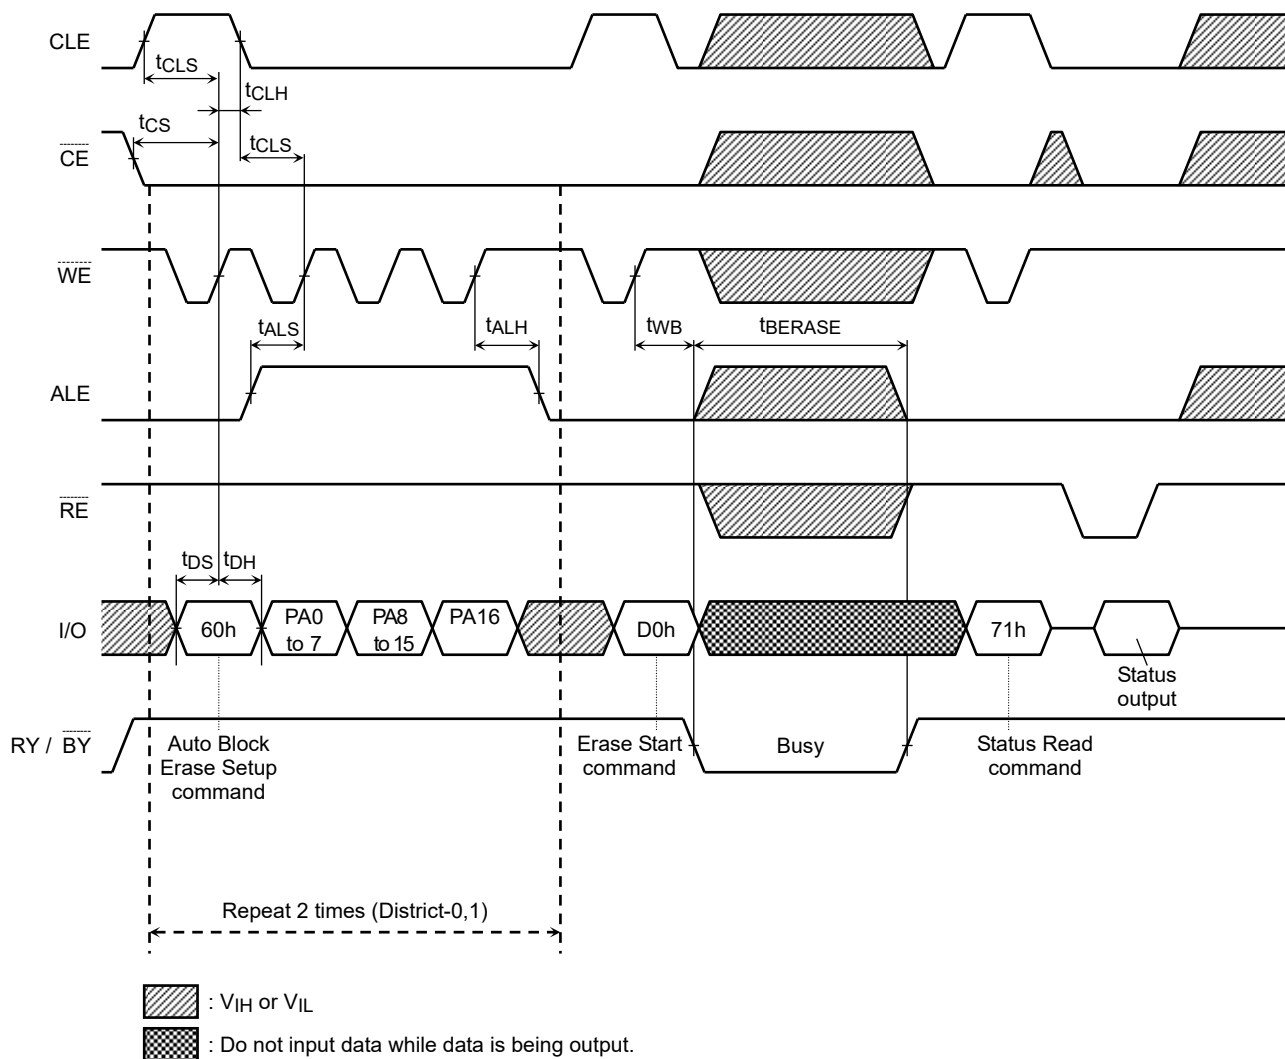 CLE
tCLS
tCLH
tCS
tCLS
CE
WE
tALS
tALH
tWB
tBERASE
ALE
RE
tDS
tDH
I/O
60h
PA0
to 7
PA8
to 15
PA16
D0h
71h
Status
output
RY / BY
Auto Block
Erase Setup
command
Erase Start
command
Busy
Status Read
command
Repeat 2 times (District-0,1)
: VIH or VIL
: Do not input data while data is being output.